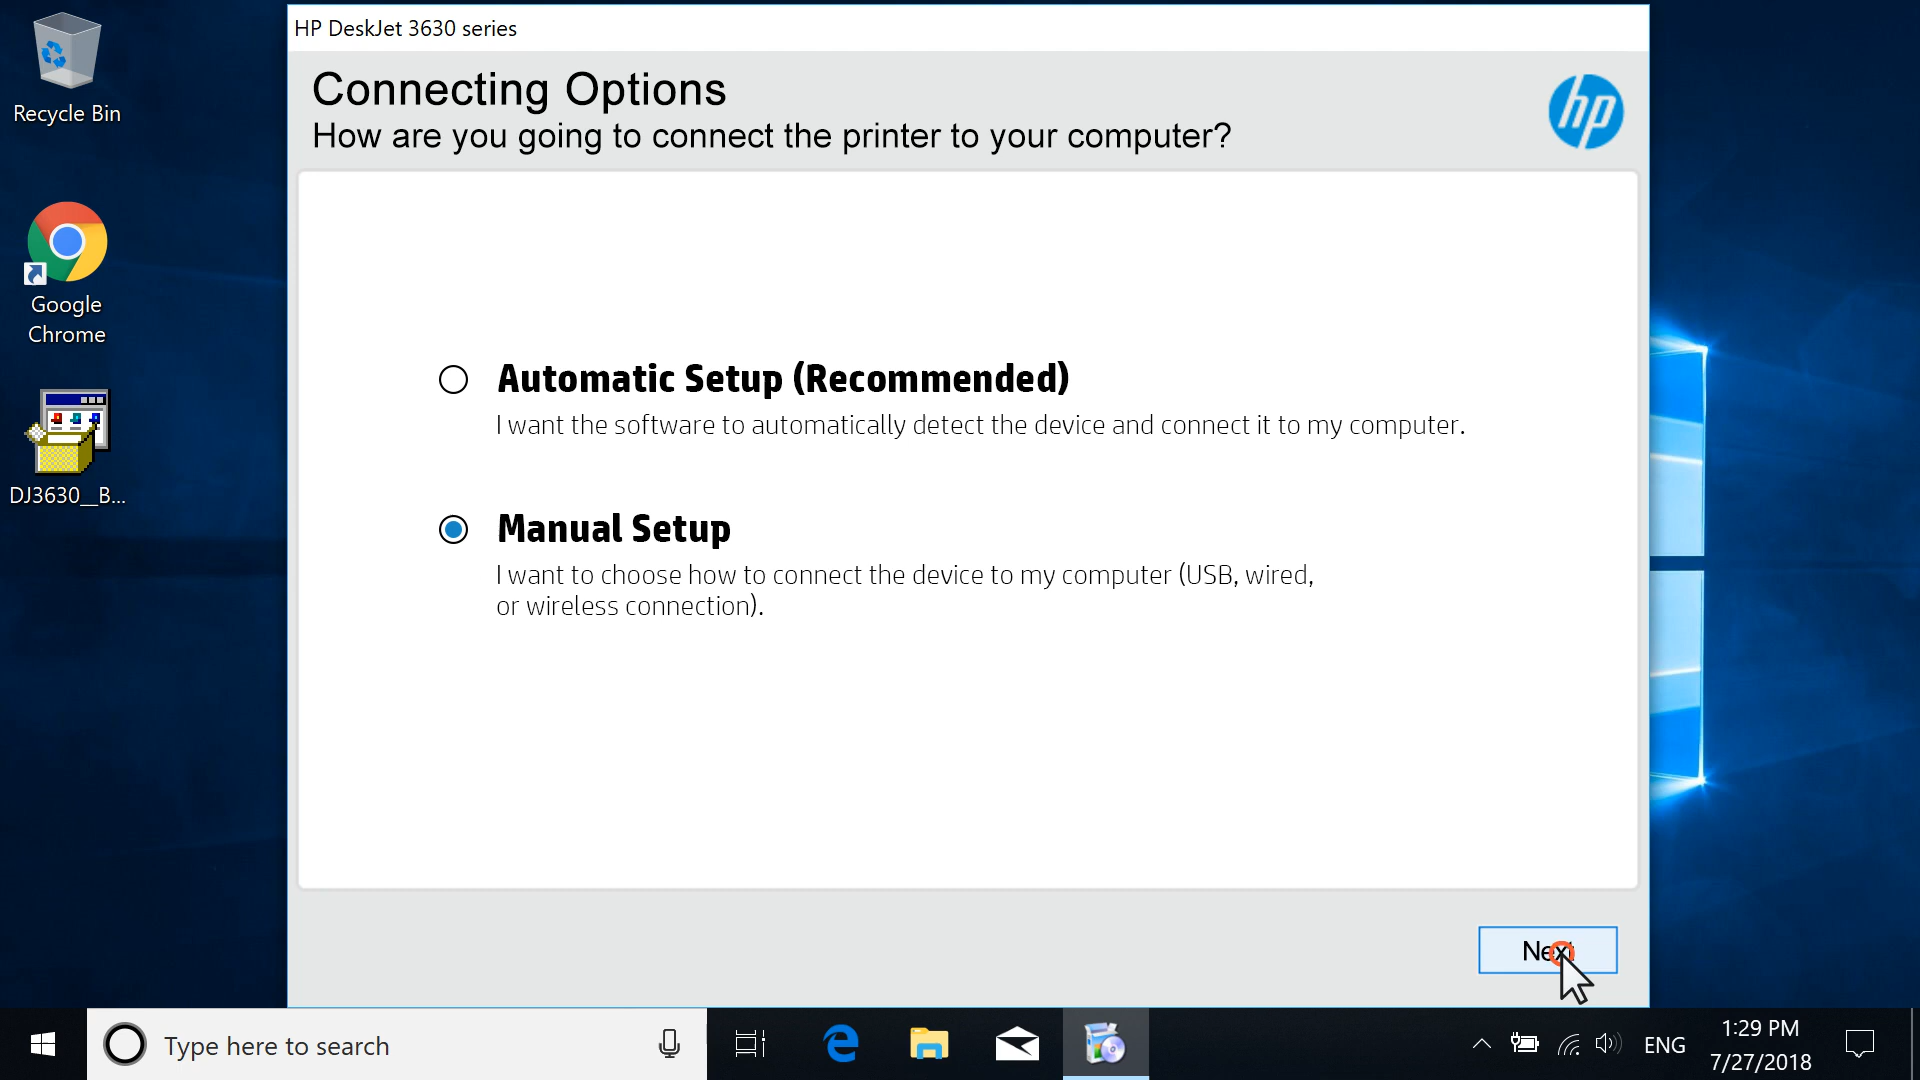 HP DeskJet 3630 series
Connecting Options
How are you going to connect the printer to your computer?
hp
Recycle Bin
Google
Chrome
DJ3630__B...
Automatic Setup (Recommended)
I want the software to automatically detect the device and connect it to my computer.
Manual Setup
I want to choose how to connect the device to my computer (USB, wired,
or wireless connection).
Next
Type here to search
ENG
1:29 PM
7/27/2018